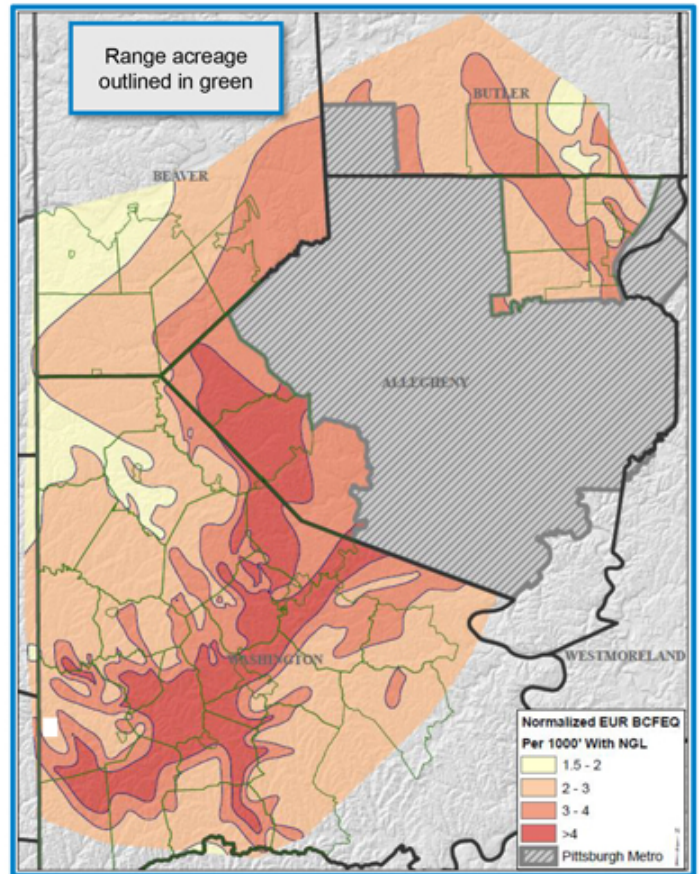 Range acreage
outlined in green
BUTLER
BEAVER
ALLEGHENY
WASHINGTON
WESTMORELAND
Normalized EUR BCFEQ
Per 1000' With NGL
1.5 - 2
2 - 3
3 - 4
>4
Pittsburgh Metro